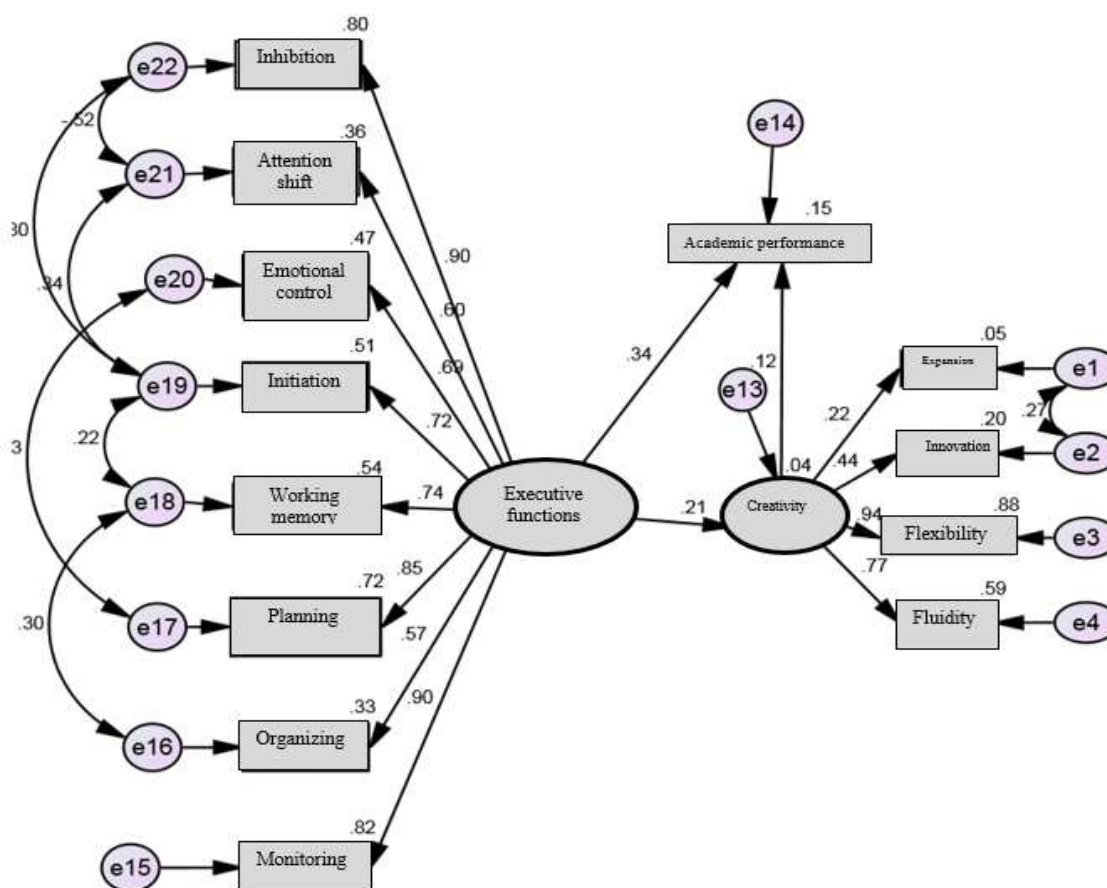 .80
e22
Inhibition
-.52
.36
e21
Attention
shift
.47
e20
Emotional
control
.34
.51
e19
Initiation
.22
.54
e18
Working
memory
.72
e17
Planning
.30
.33
e16
Organizing
.82
e15
Monitoring
.90
.60
.69
.72
.74
.85
.57
.90
Executive
functions
.34
.21
e14
.15
Academic performance
.12
e13
.04
Creativity
.22
.44
.94
.77
.05
Expansion
e1
.27
.20
Innovation
e2
.88
Flexibility
e3
.59
Fluidity
e4